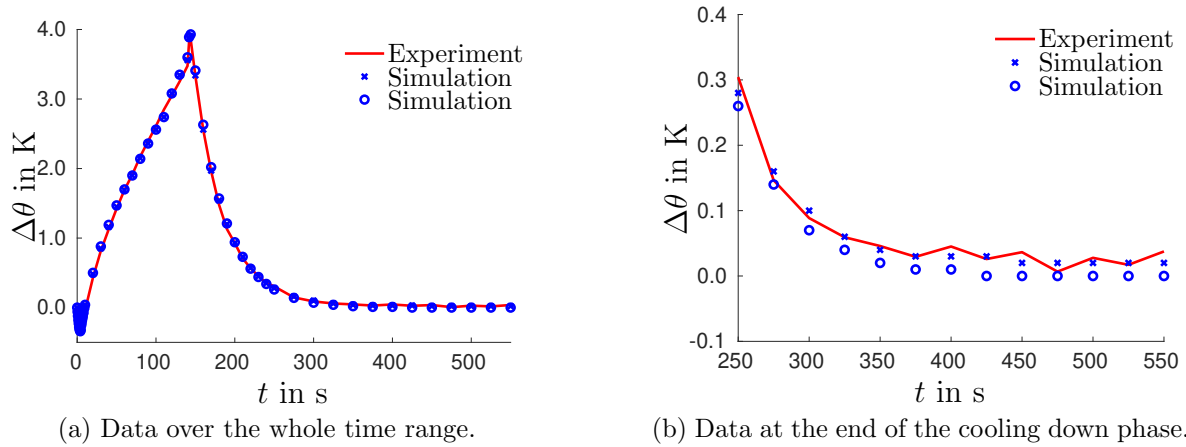 4.0
3.0
2.0
1.0
0.0
Δθ in K
0 100 200 300 400 500
t in s
Experiment
Simulation
Simulation
(a) Data over the whole time range.
0.4
0.3
0.2
0.1
0.0
-0.1
Δθ in K
250 300 350 400 450 500 550
t in s
Experiment
Simulation
Simulation
(b) Data at the end of the cooling down phase.